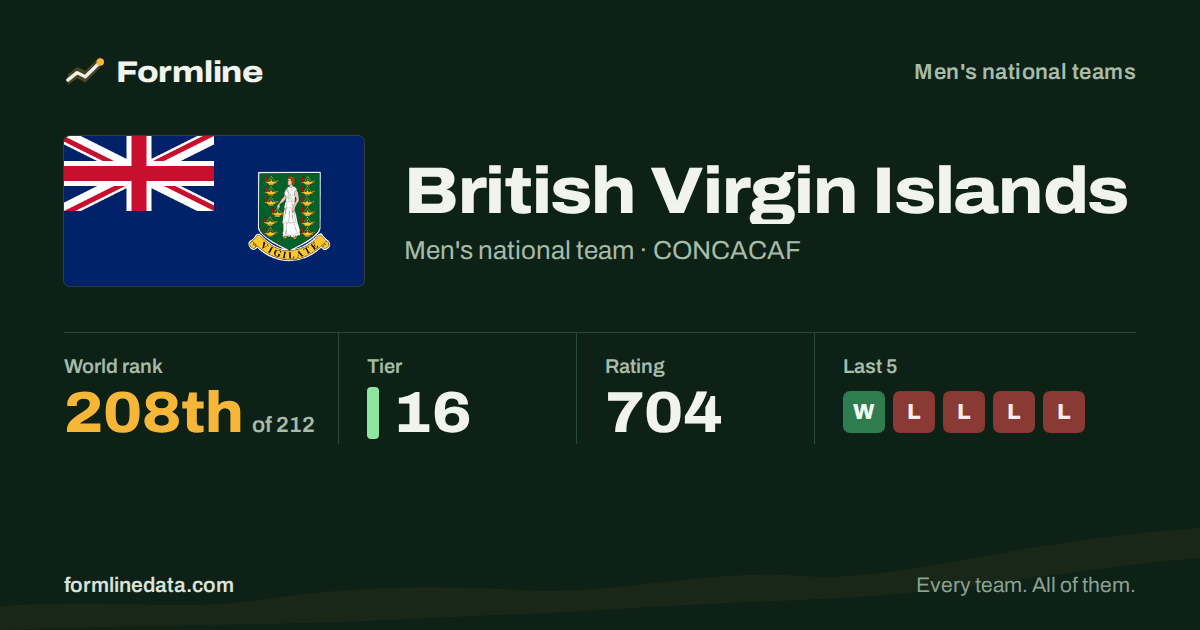 Formline
Men's national teams
VIGILATE
British Virgin Islands
Men's national team · CONCACAF
World rank
208th of 212
Tier
16
Rating
704
Last 5
W L L L L
formlinedata.com
Every team. All of them.